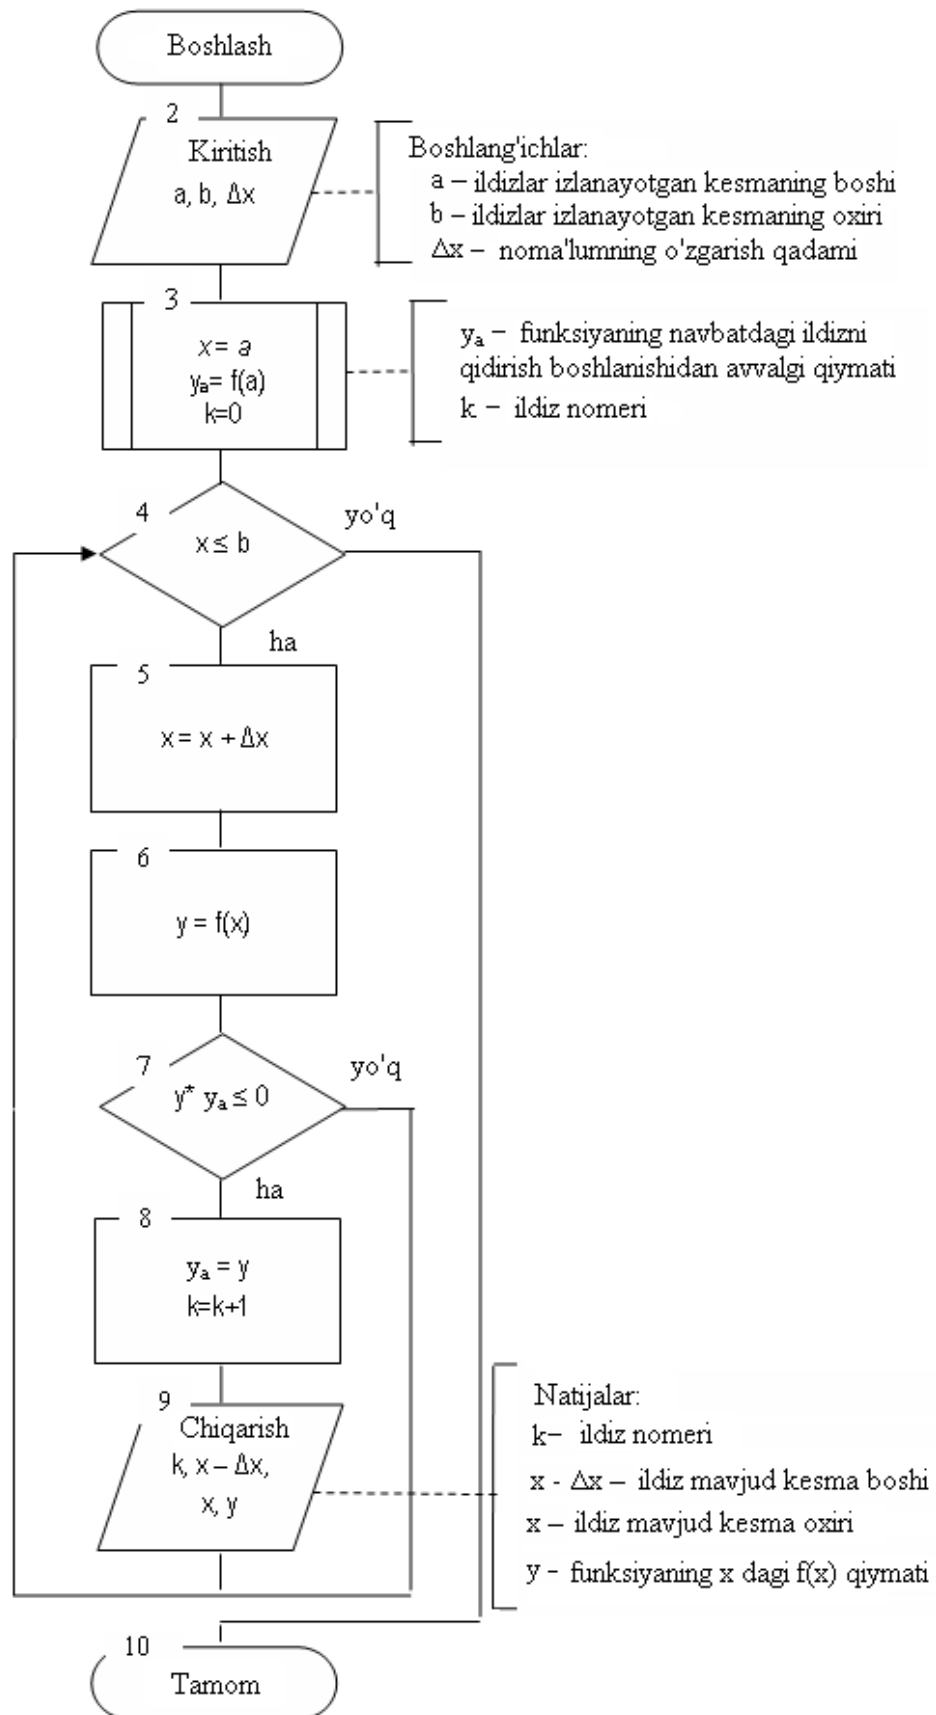 Boshlash
2
Kiritish
a, b, Δx
Boshlang'ichlar:
a – ildizlar izlanayotgan kesmaning boshi
b – ildizlar izlanayotgan kesmaning oxiri
Δx – noma'lumning o'zgarish qadami
3
x = a
yₐ= f(a)
k=0
yₐ – funksiyaning navbatdagi ildizni
qidirish boshlanishidan avvalgi qiymati
k – ildiz nomeri
4
x ≤ b
yo'q
ha
5
x = x + Δx
6
y = f(x)
7
y* yₐ ≤ 0
yo'q
ha
8
yₐ = y
k=k+1
9
Chiqarish
k, x – Δx,
x, y
Natijalar:
k– ildiz nomeri
x - Δx – ildiz mavjud kesma boshi
x – ildiz mavjud kesma oxiri
y - funksiyaning x dagi f(x) qiymati
10
Tamom